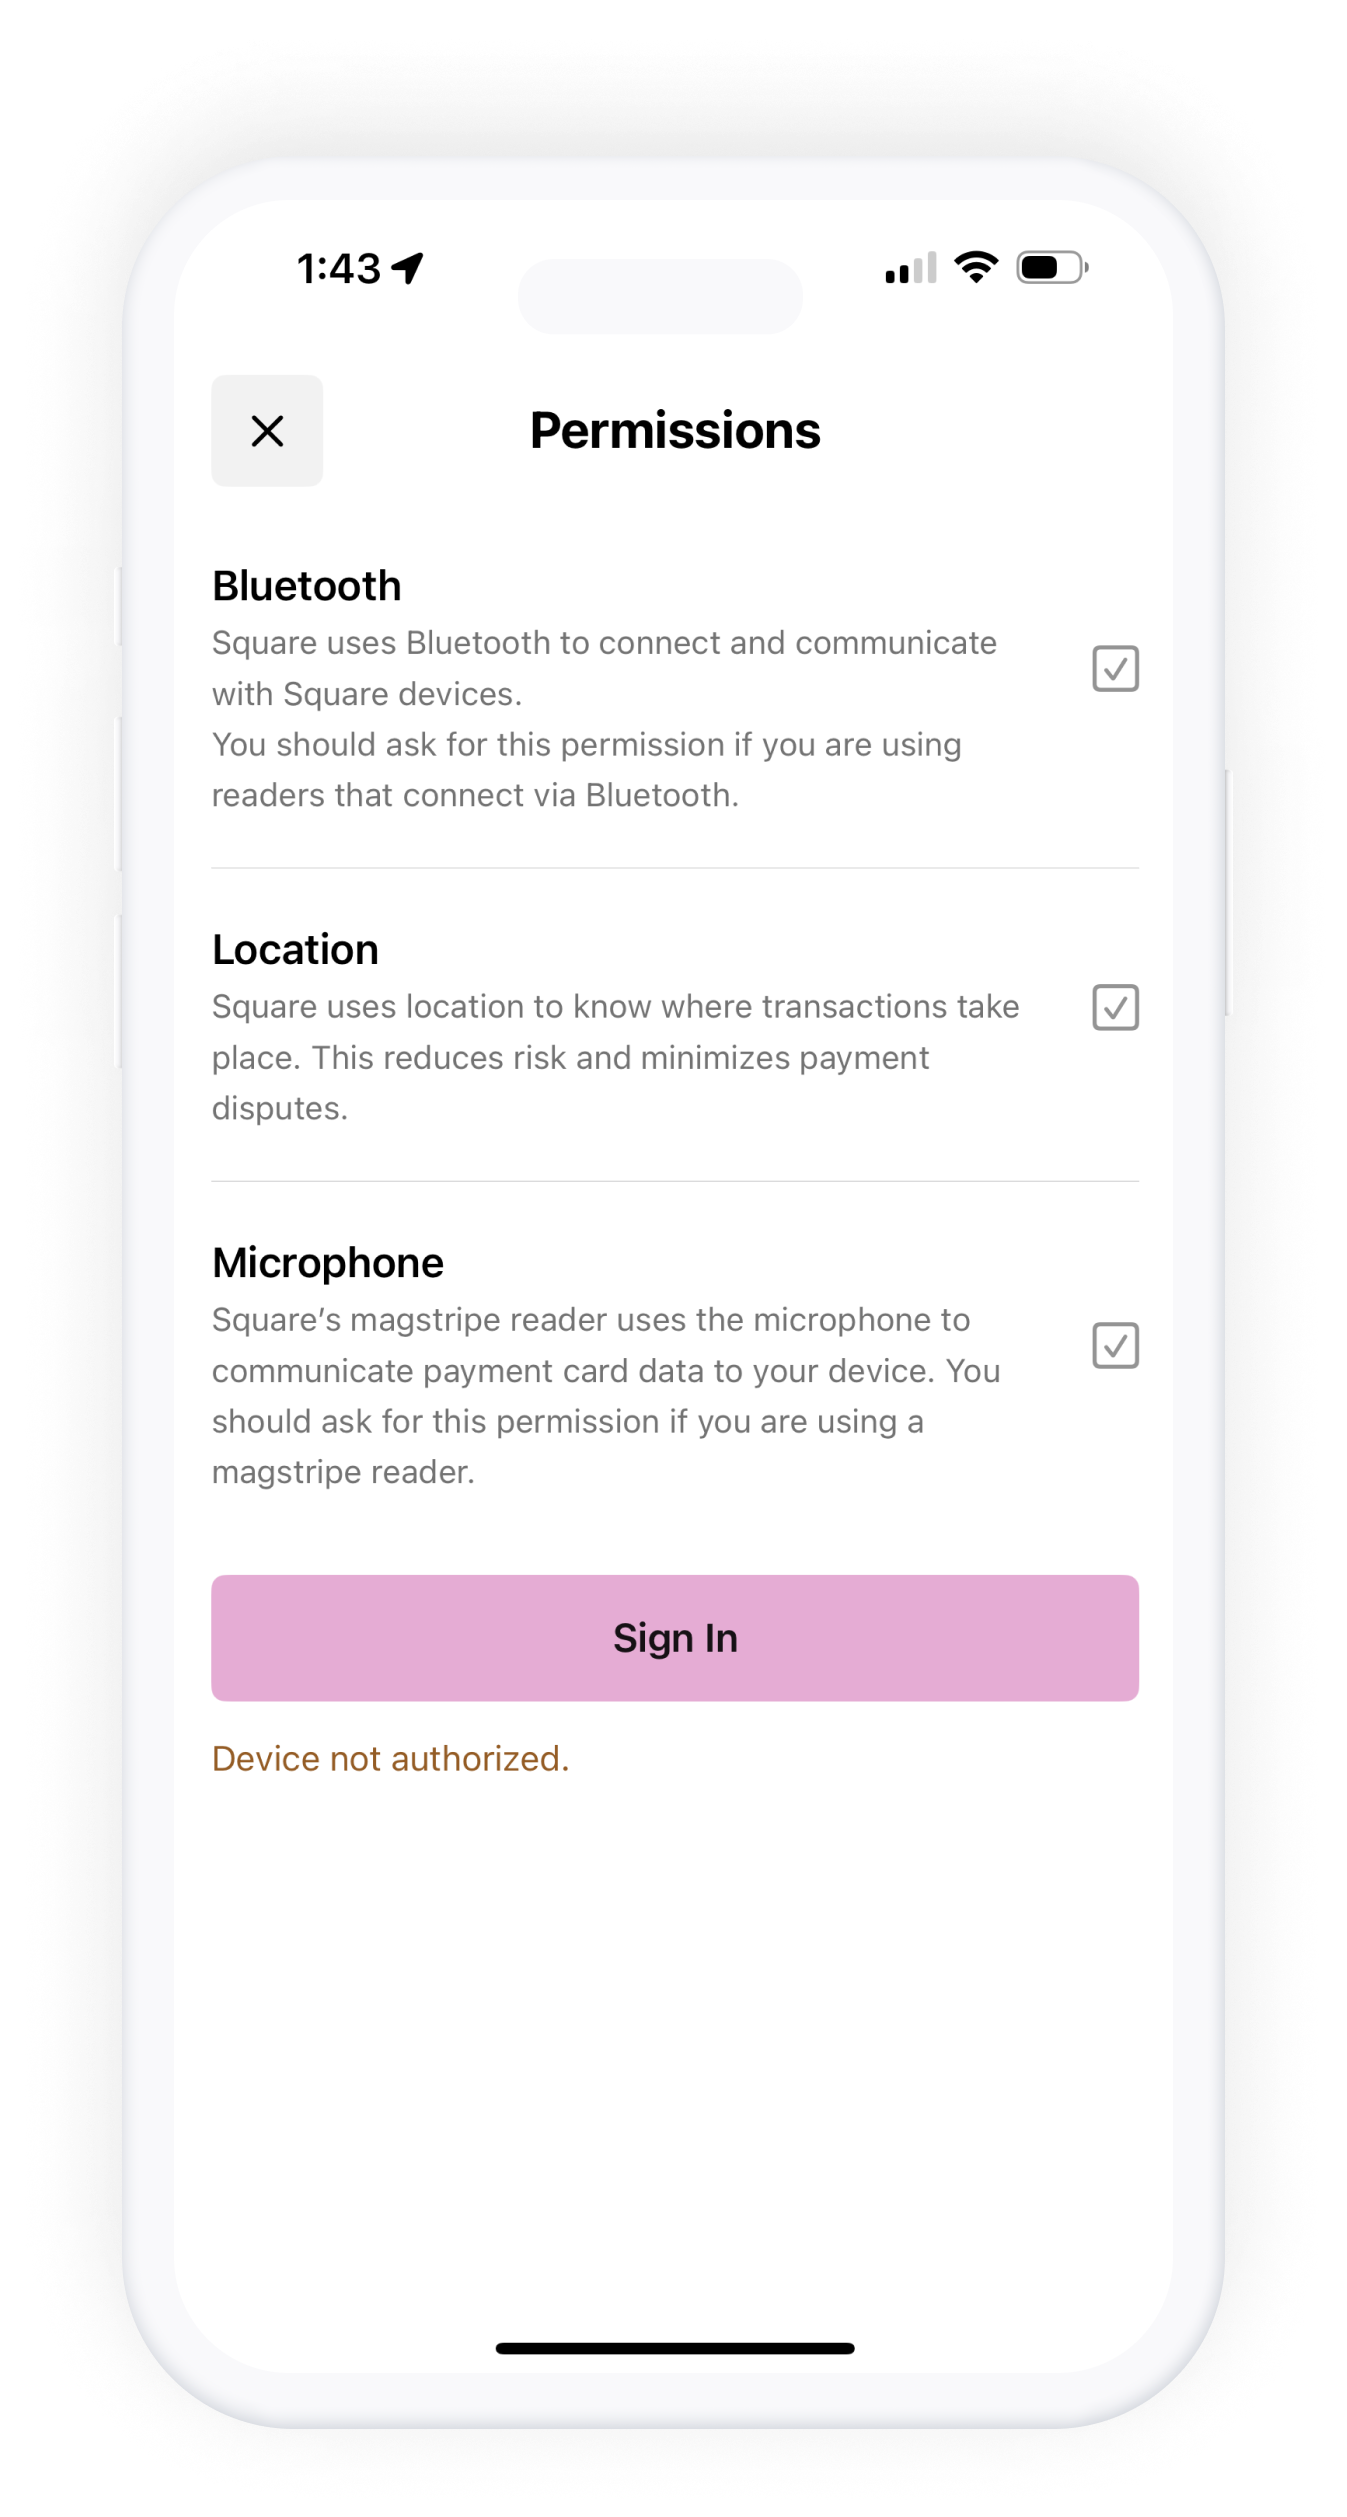 1:43
Permissions
Bluetooth
Square uses Bluetooth to connect and communicate
with Square devices.
You should ask for this permission if you are using
readers that connect via Bluetooth.
Location
Square uses location to know where transactions take
place. This reduces risk and minimizes payment
disputes.
Microphone
Square’s magstripe reader uses the microphone to
communicate payment card data to your device. You
should ask for this permission if you are using a
magstripe reader.
Sign In
Device not authorized.